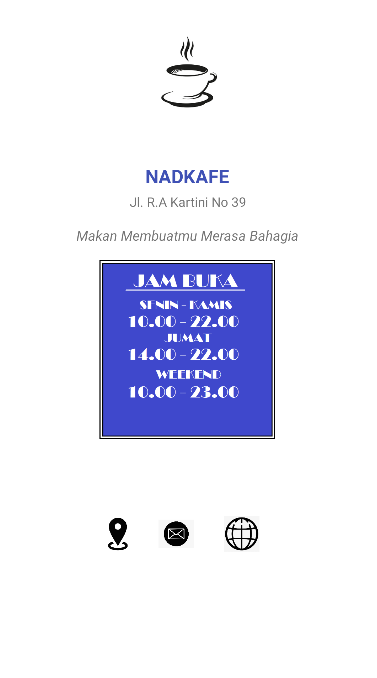 NADKAFE
Jl. R.A Kartini No 39
Makan Membuatmu Merasa Bahagia
JAM BUKA
SENIN - KAMIS
10.00 - 22.00
JUMAT
14.00 - 22.00
WEEKEND
10.00 - 23.00